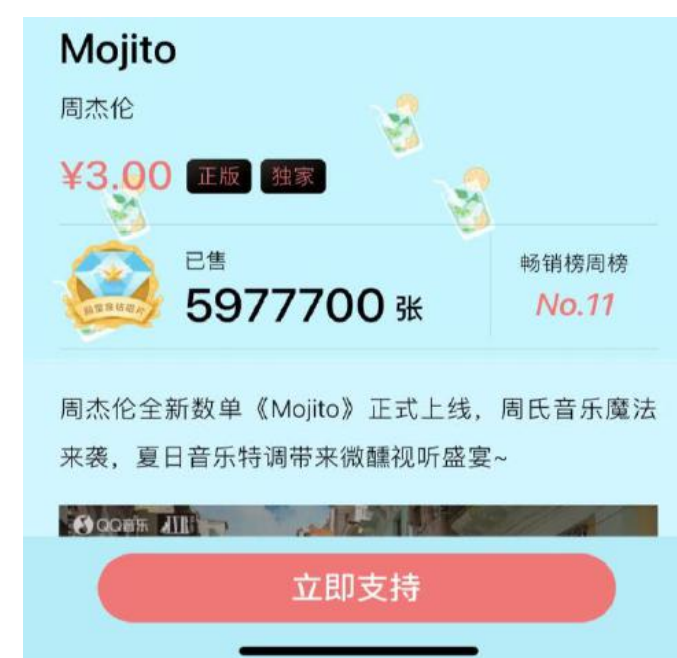 Mojito
周杰伦
¥3.00 正版 独家
已售
5977700 张
畅销榜周榜
No.11
周杰伦全新数单《Mojito》正式上线，周氏音乐魔法
来袭，夏日音乐特调带来微醺视听盛宴~
QQ音乐 JVR
立即支持